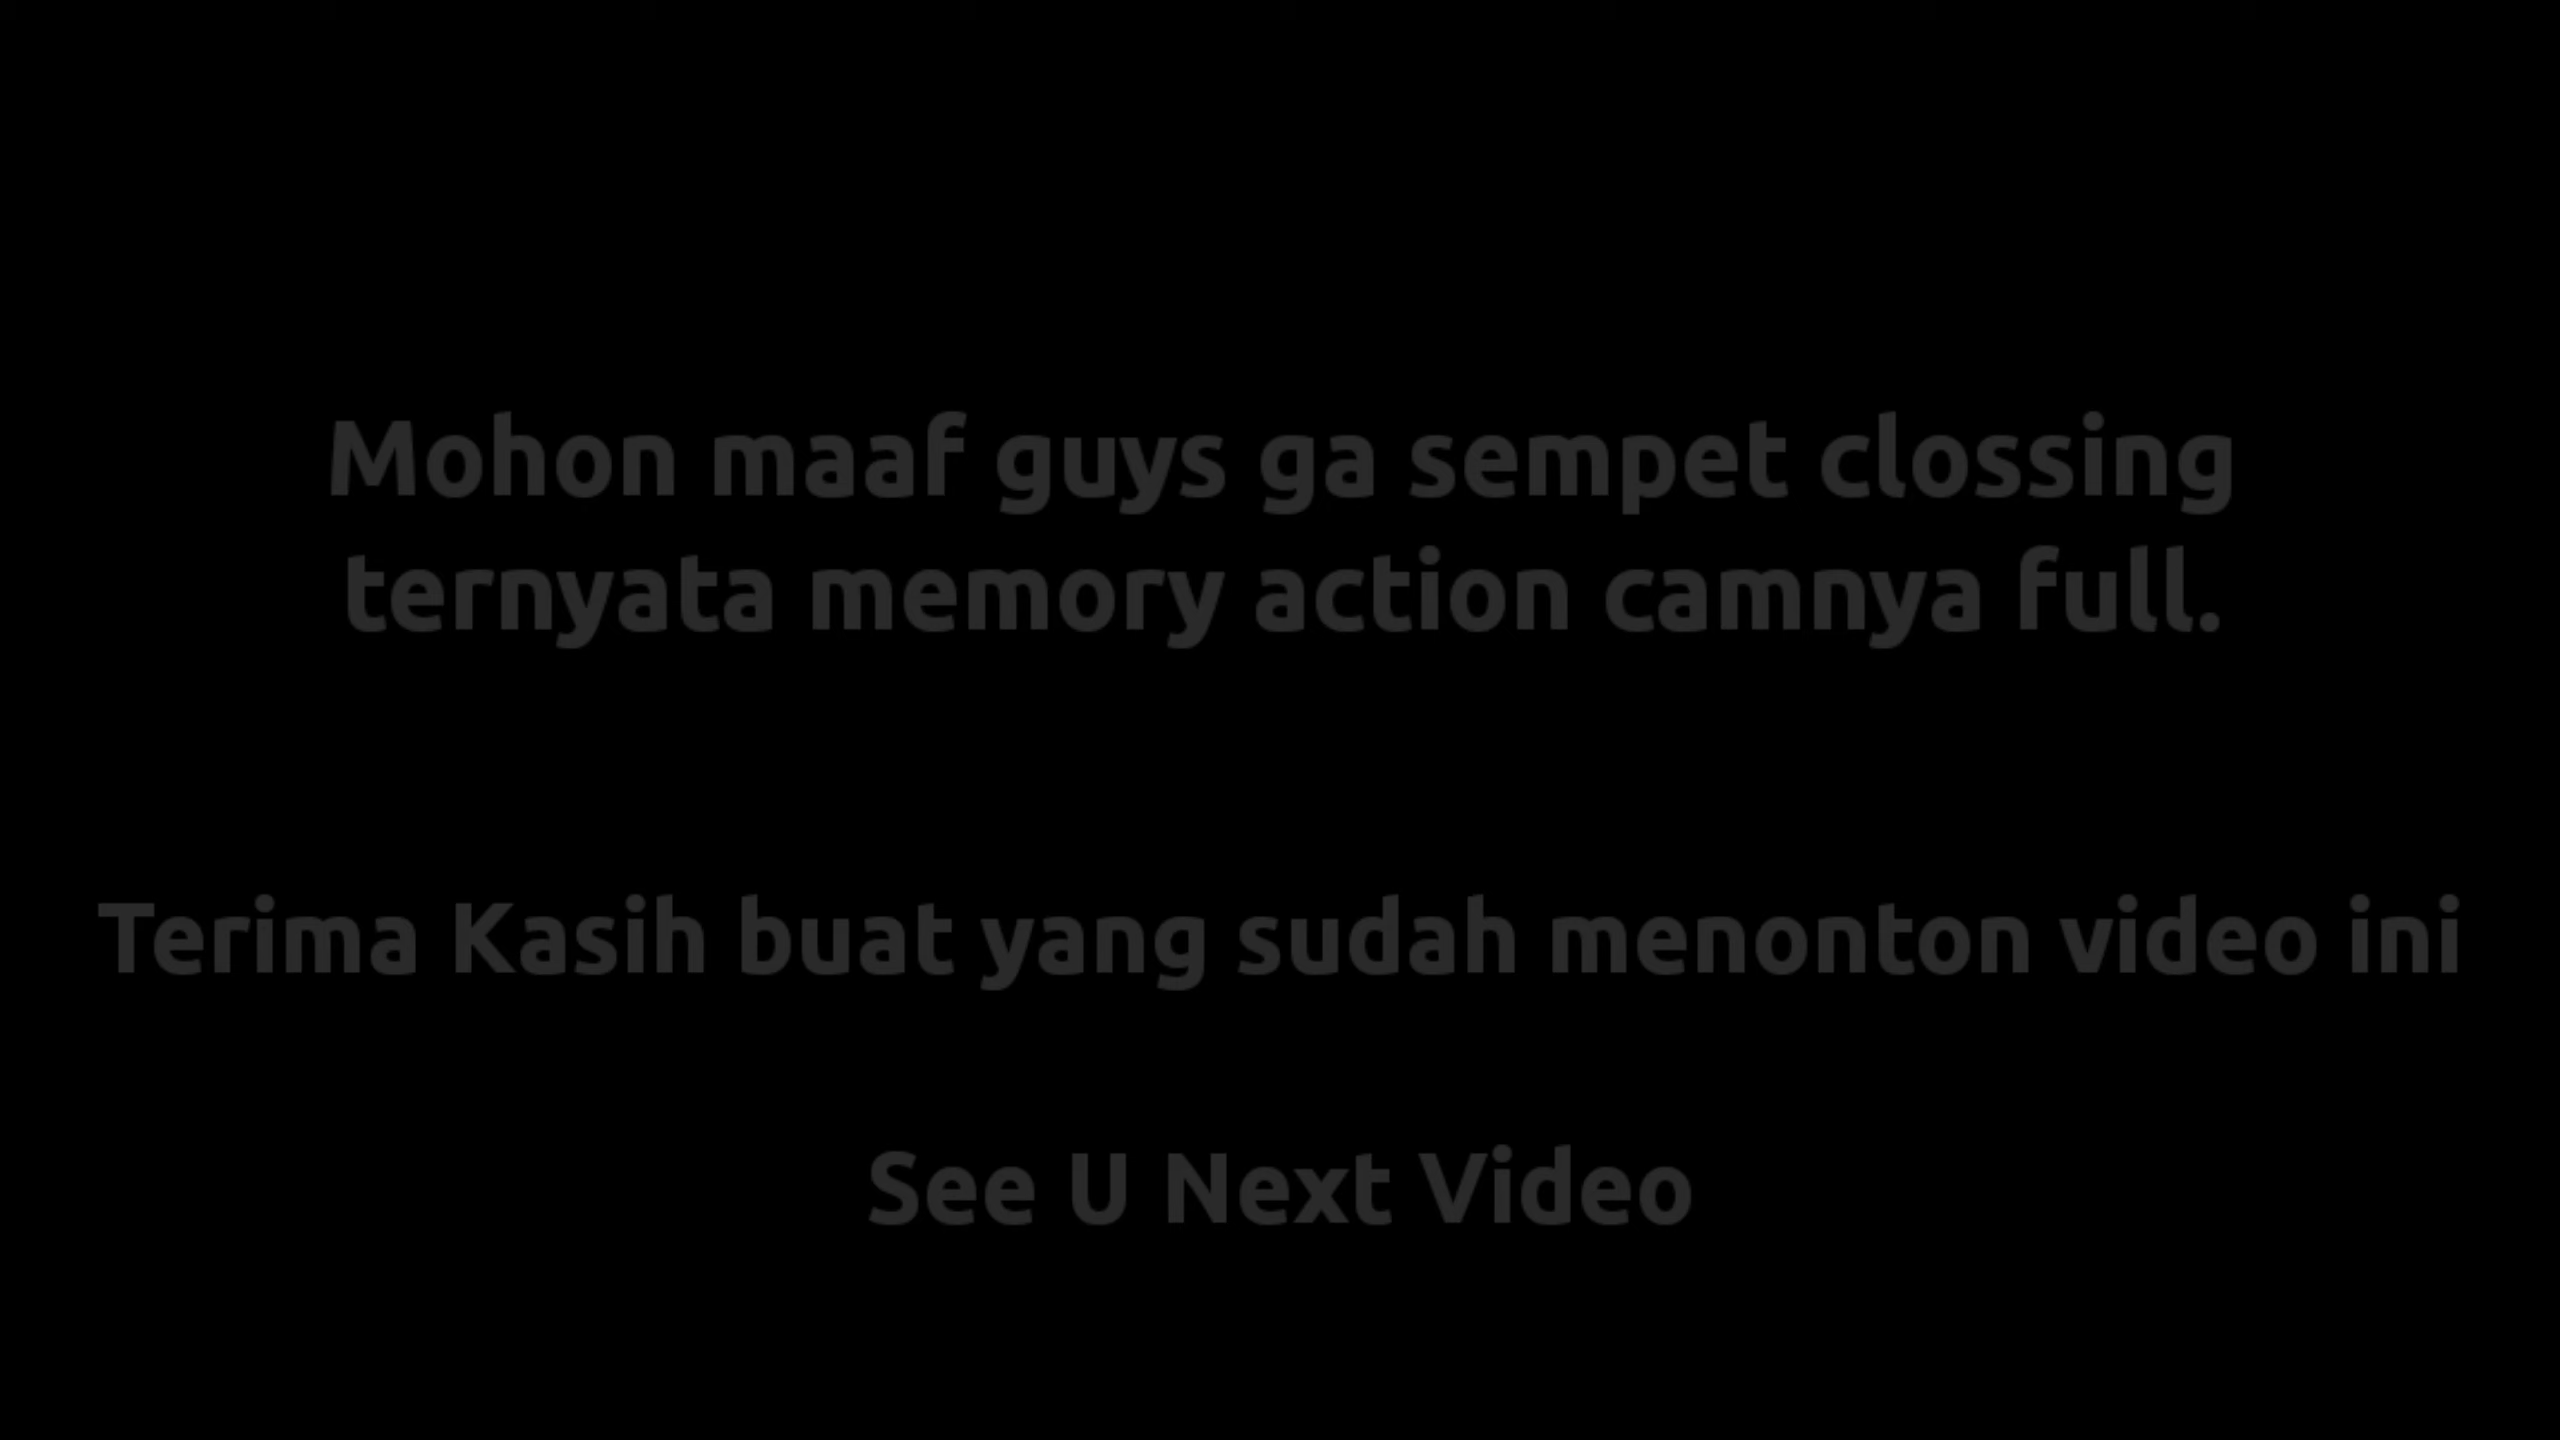 Mohon maaf guys ga sempet clossing
ternyata memory action camnya full.
Terima Kasih buat yang sudah menonton video ini
See U Next Video